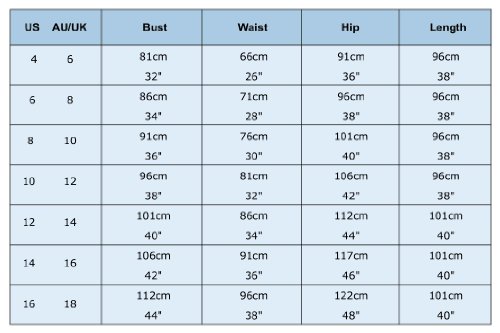 US AU/UK Bust Waist Hip Length
4 6 81cm 66cm 91cm 96cm
32" 26" 36" 38"
6 8 86cm 71cm 96cm 96cm
34" 28" 38" 38"
8 10 91cm 76cm 101cm 96cm
36" 30" 40" 38"
10 12 96cm 81cm 106cm 96cm
38" 32" 42" 38"
12 14 101cm 86cm 112cm 101cm
40" 34" 44" 40"
14 16 106cm 91cm 117cm 101cm
42" 36" 46" 40"
16 18 112cm 96cm 122cm 101cm
44" 38" 48" 40"